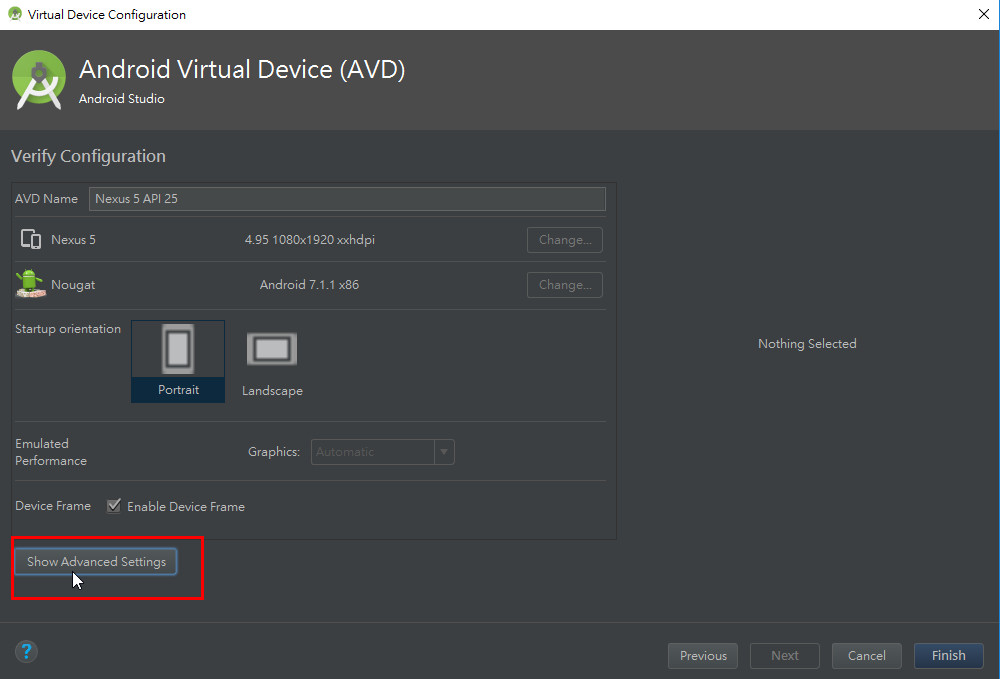 Virtual Device Configuration
Android Virtual Device (AVD)
Android Studio
Verify Configuration
AVD Name
Nexus 5 API 25
Nexus 5
4.95 1080x1920 xxhdpi
Change...
Nougat
Android 7.1.1 x86
Change...
Startup orientation
Portrait
Landscape
Nothing Selected
Emulated
Performance
Graphics:
Automatic
Device Frame
Enable Device Frame
Show Advanced Settings
?
Previous
Next
Cancel
Finish